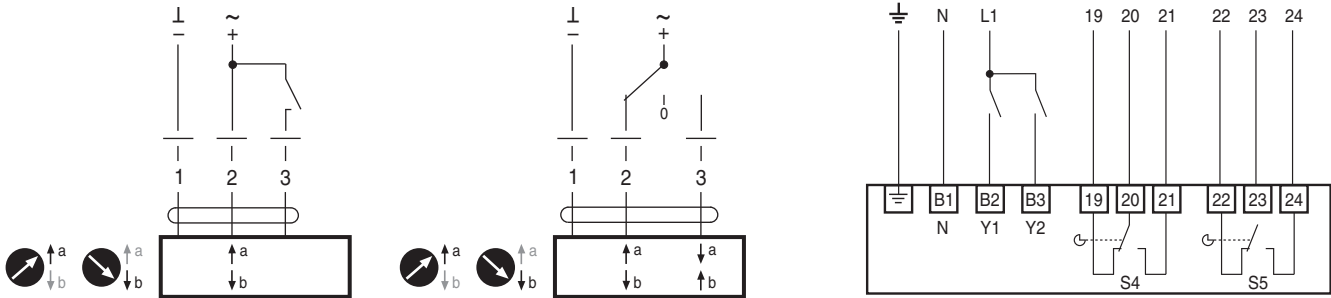 ⊥ ~
− +
1 2 3
a a a
b b b
⊥ ~
− +
0
1 2 3
a a a a
b b b b
N L1 19 20 21 22 23 24
B1 B2 B3 19 20 21 22 23 24
N Y1 Y2
S4 S5